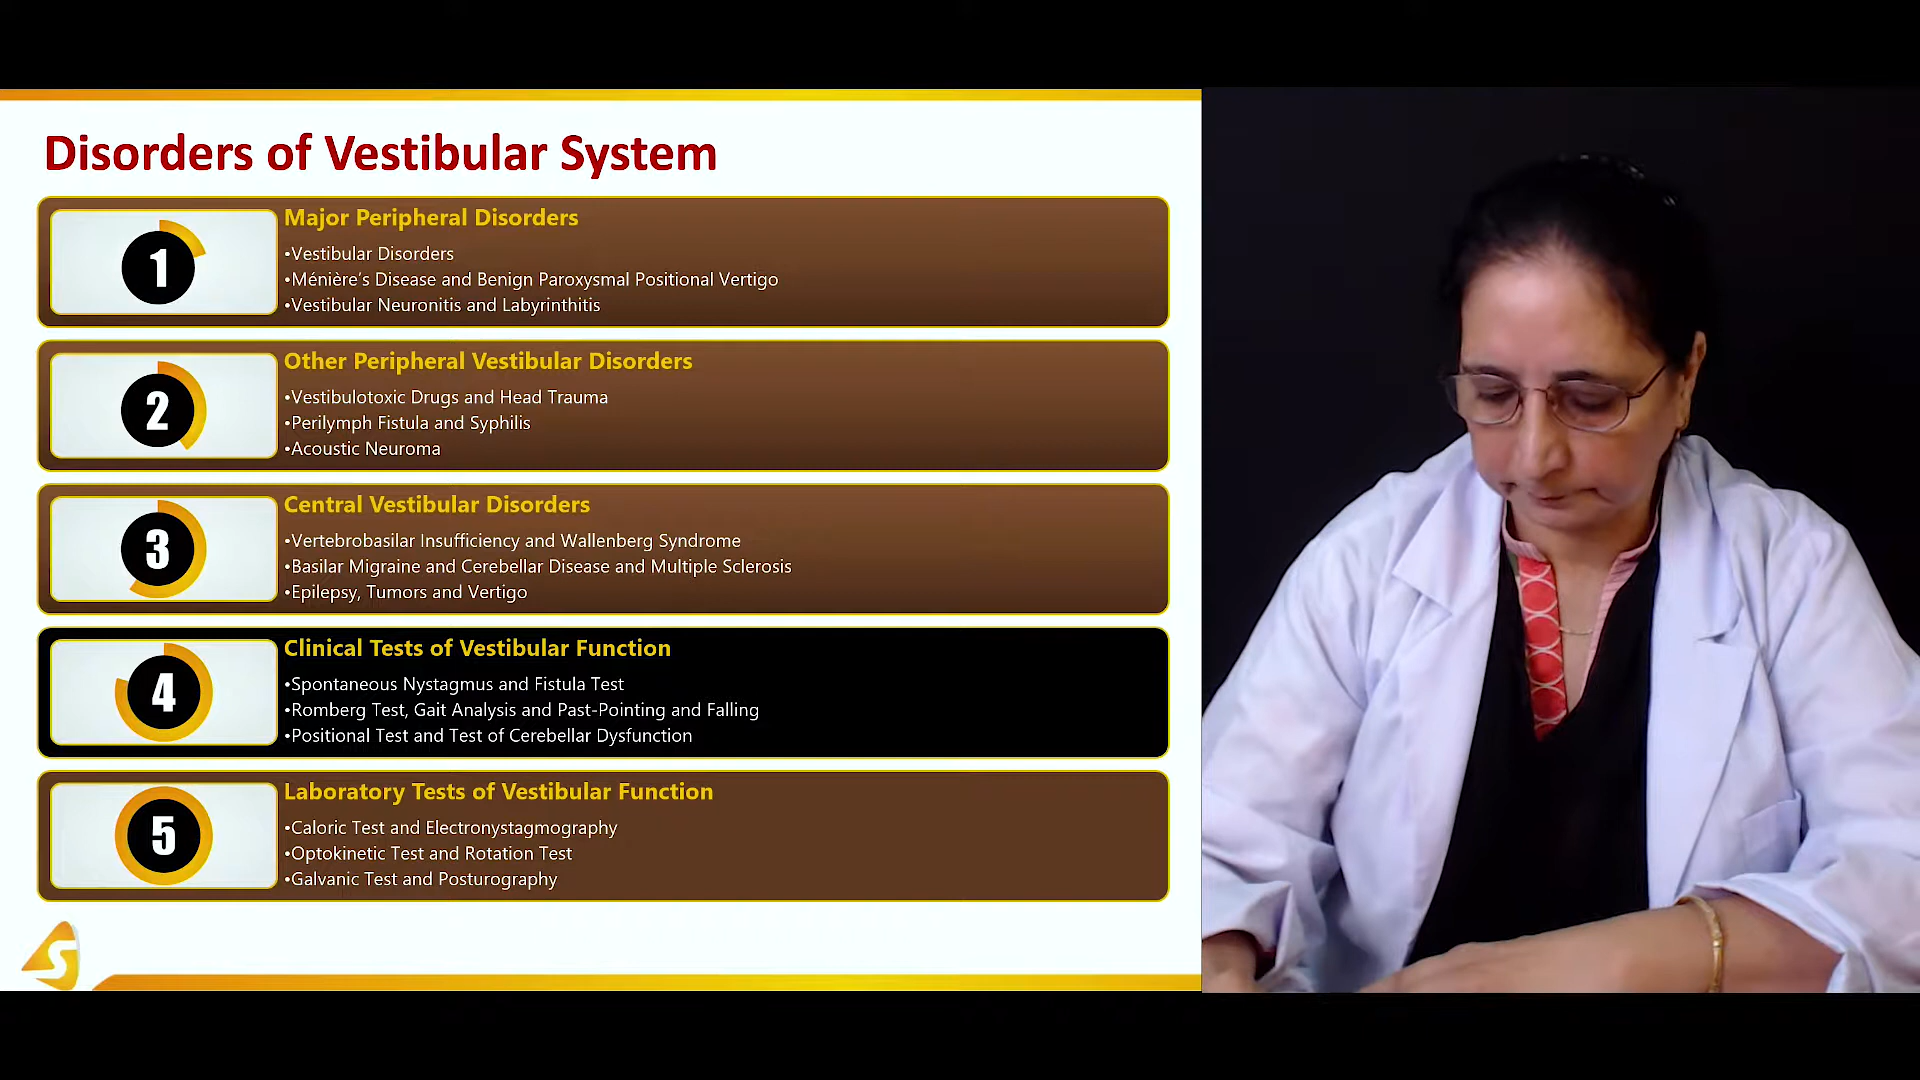 Disorders of Vestibular System
1
Major Peripheral Disorders
•Vestibular Disorders
•Ménière's Disease and Benign Paroxysmal Positional Vertigo
•Vestibular Neuronitis and Labyrinthitis
2
Other Peripheral Vestibular Disorders
•Vestibulotoxic Drugs and Head Trauma
•Perilymph Fistula and Syphilis
•Acoustic Neuroma
3
Central Vestibular Disorders
•Vertebrobasilar Insufficiency and Wallenberg Syndrome
•Basilar Migraine and Cerebellar Disease and Multiple Sclerosis
•Epilepsy, Tumors and Vertigo
4
Clinical Tests of Vestibular Function
•Spontaneous Nystagmus and Fistula Test
•Romberg Test, Gait Analysis and Past-Pointing and Falling
•Positional Test and Test of Cerebellar Dysfunction
5
Laboratory Tests of Vestibular Function
•Caloric Test and Electronystagmography
•Optokinetic Test and Rotation Test
•Galvanic Test and Posturography
S